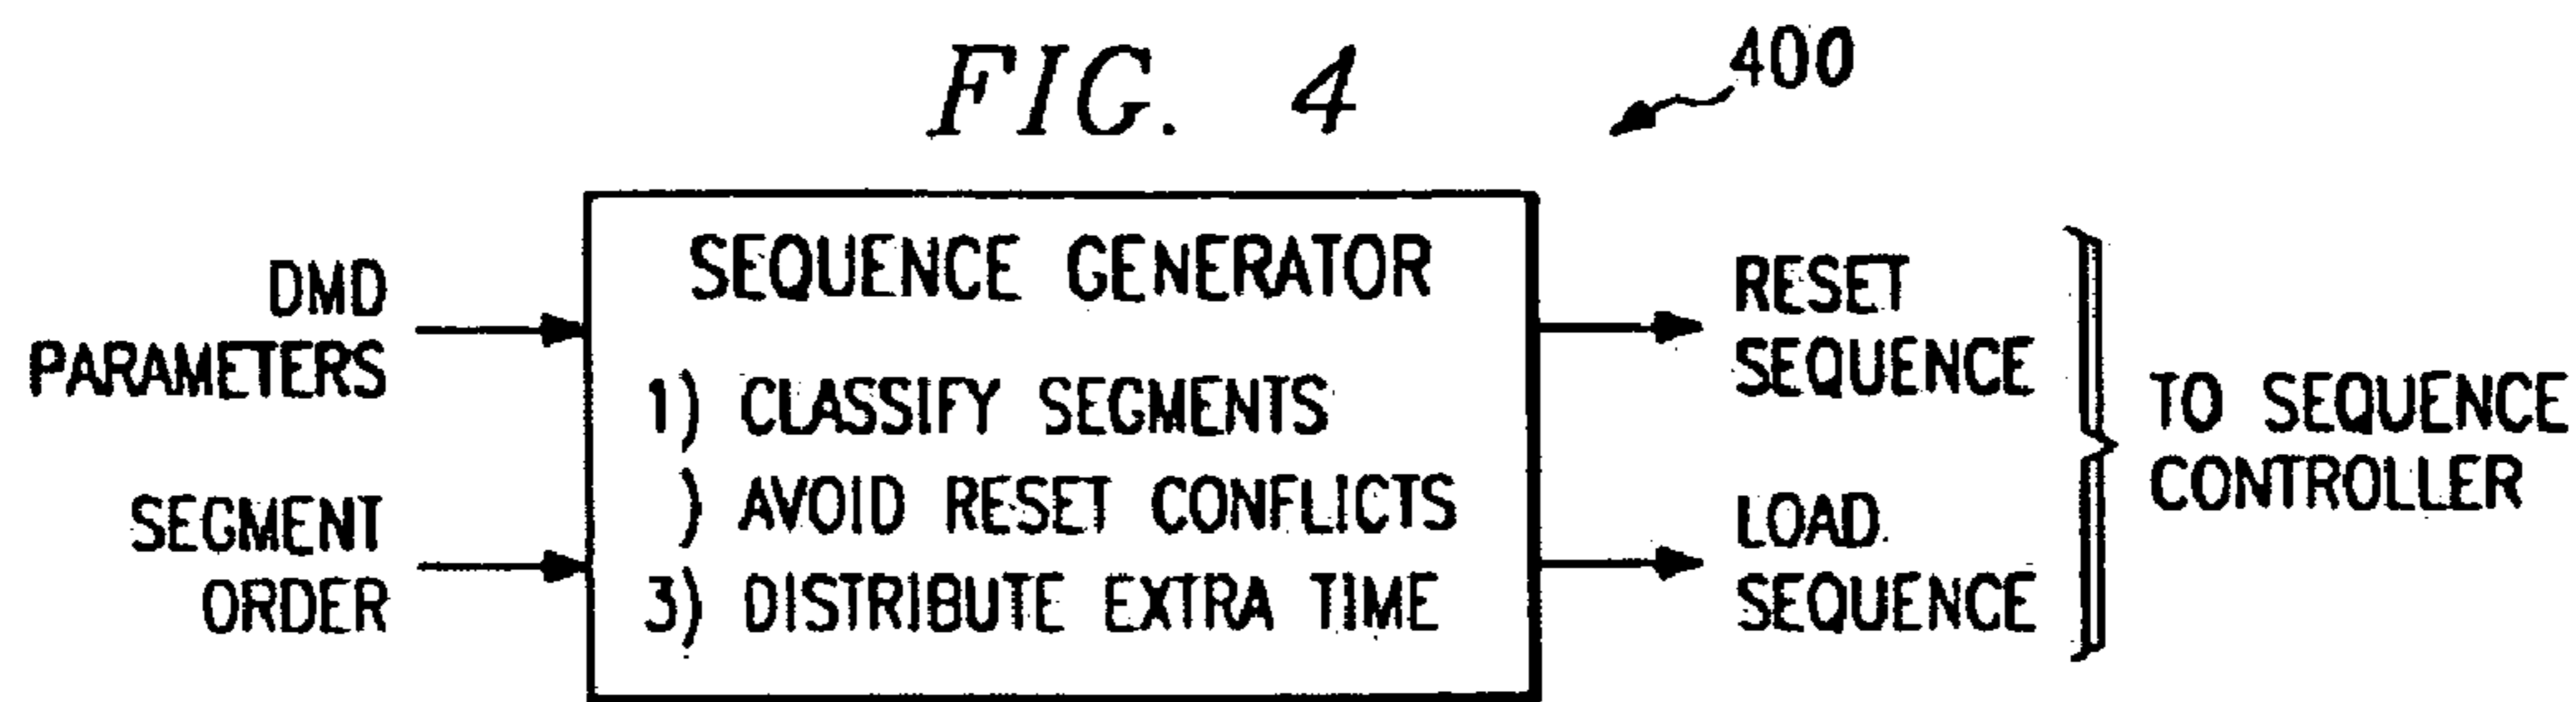 FIG. 4
400
DMD
PARAMETERS
SEGMENT
ORDER
SEQUENCE GENERATOR
1) CLASSIFY SEGMENTS
) AVOID RESET CONFLICTS
3) DISTRIBUTE EXTRA TIME
RESET
SEQUENCE
LOAD
SEQUENCE
TO SEQUENCE
CONTROLLER